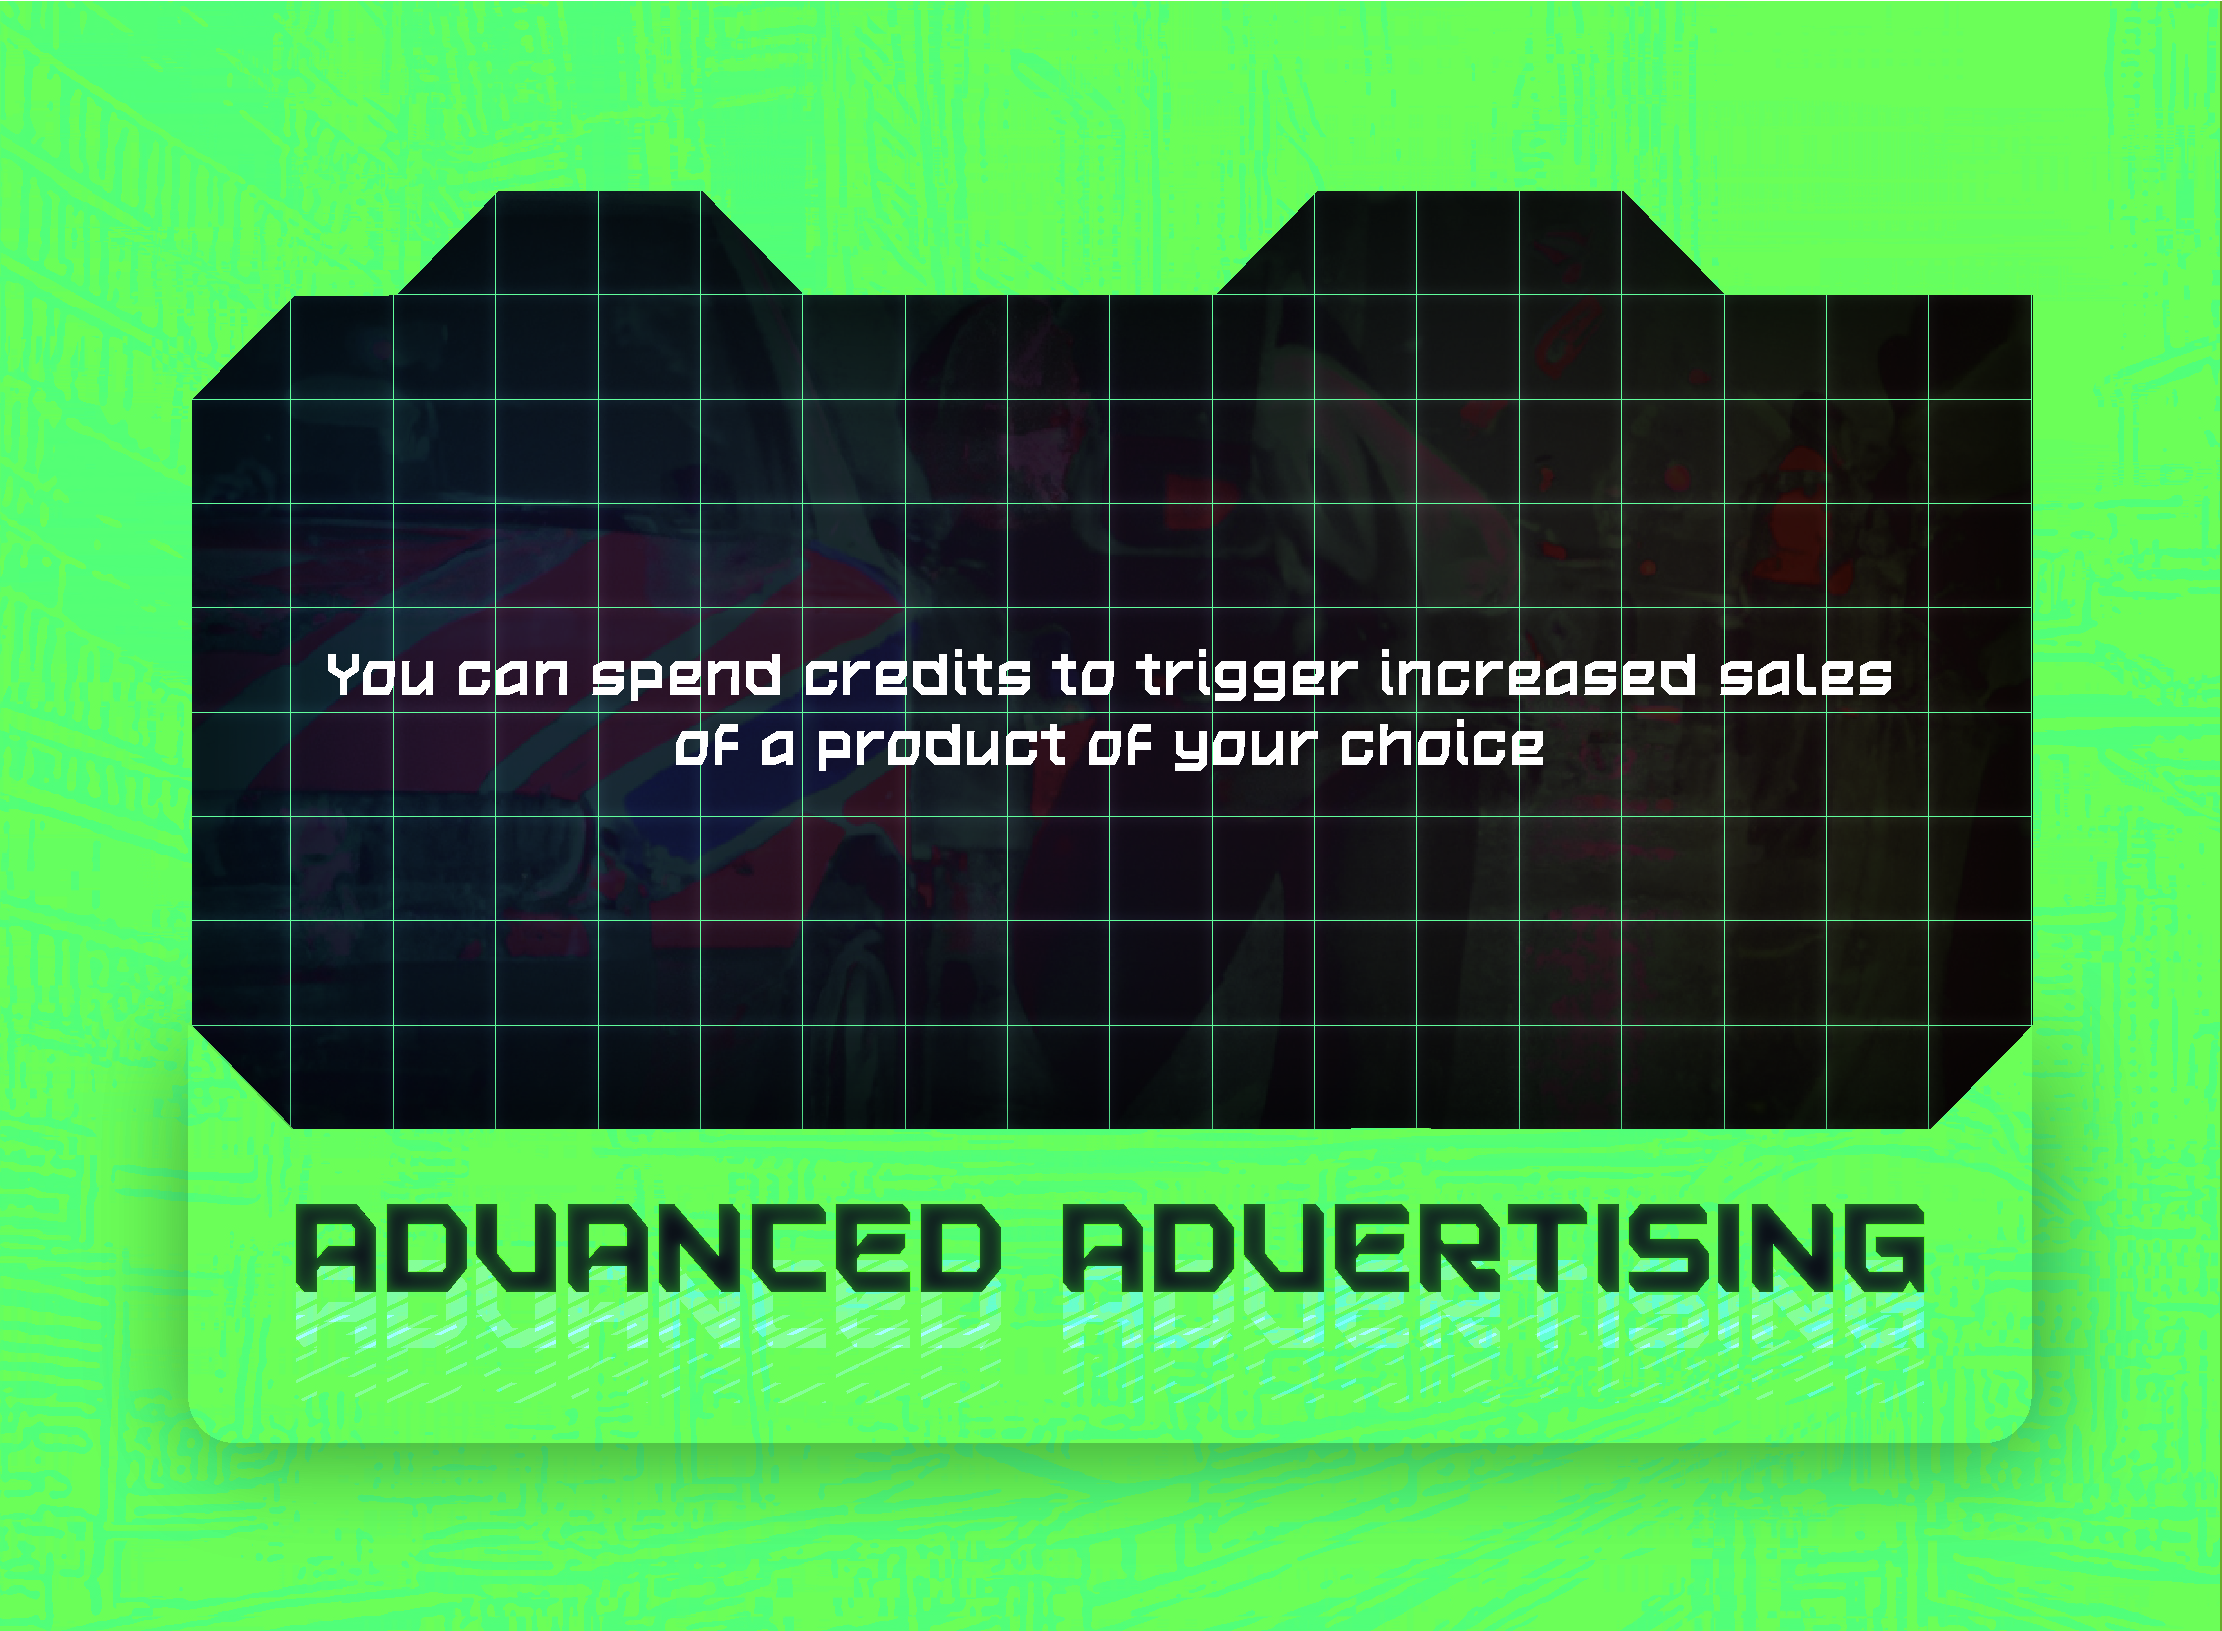 You can spend credits to trigger increased sales
of a product of your choice
ADVANCED ADVERTISING